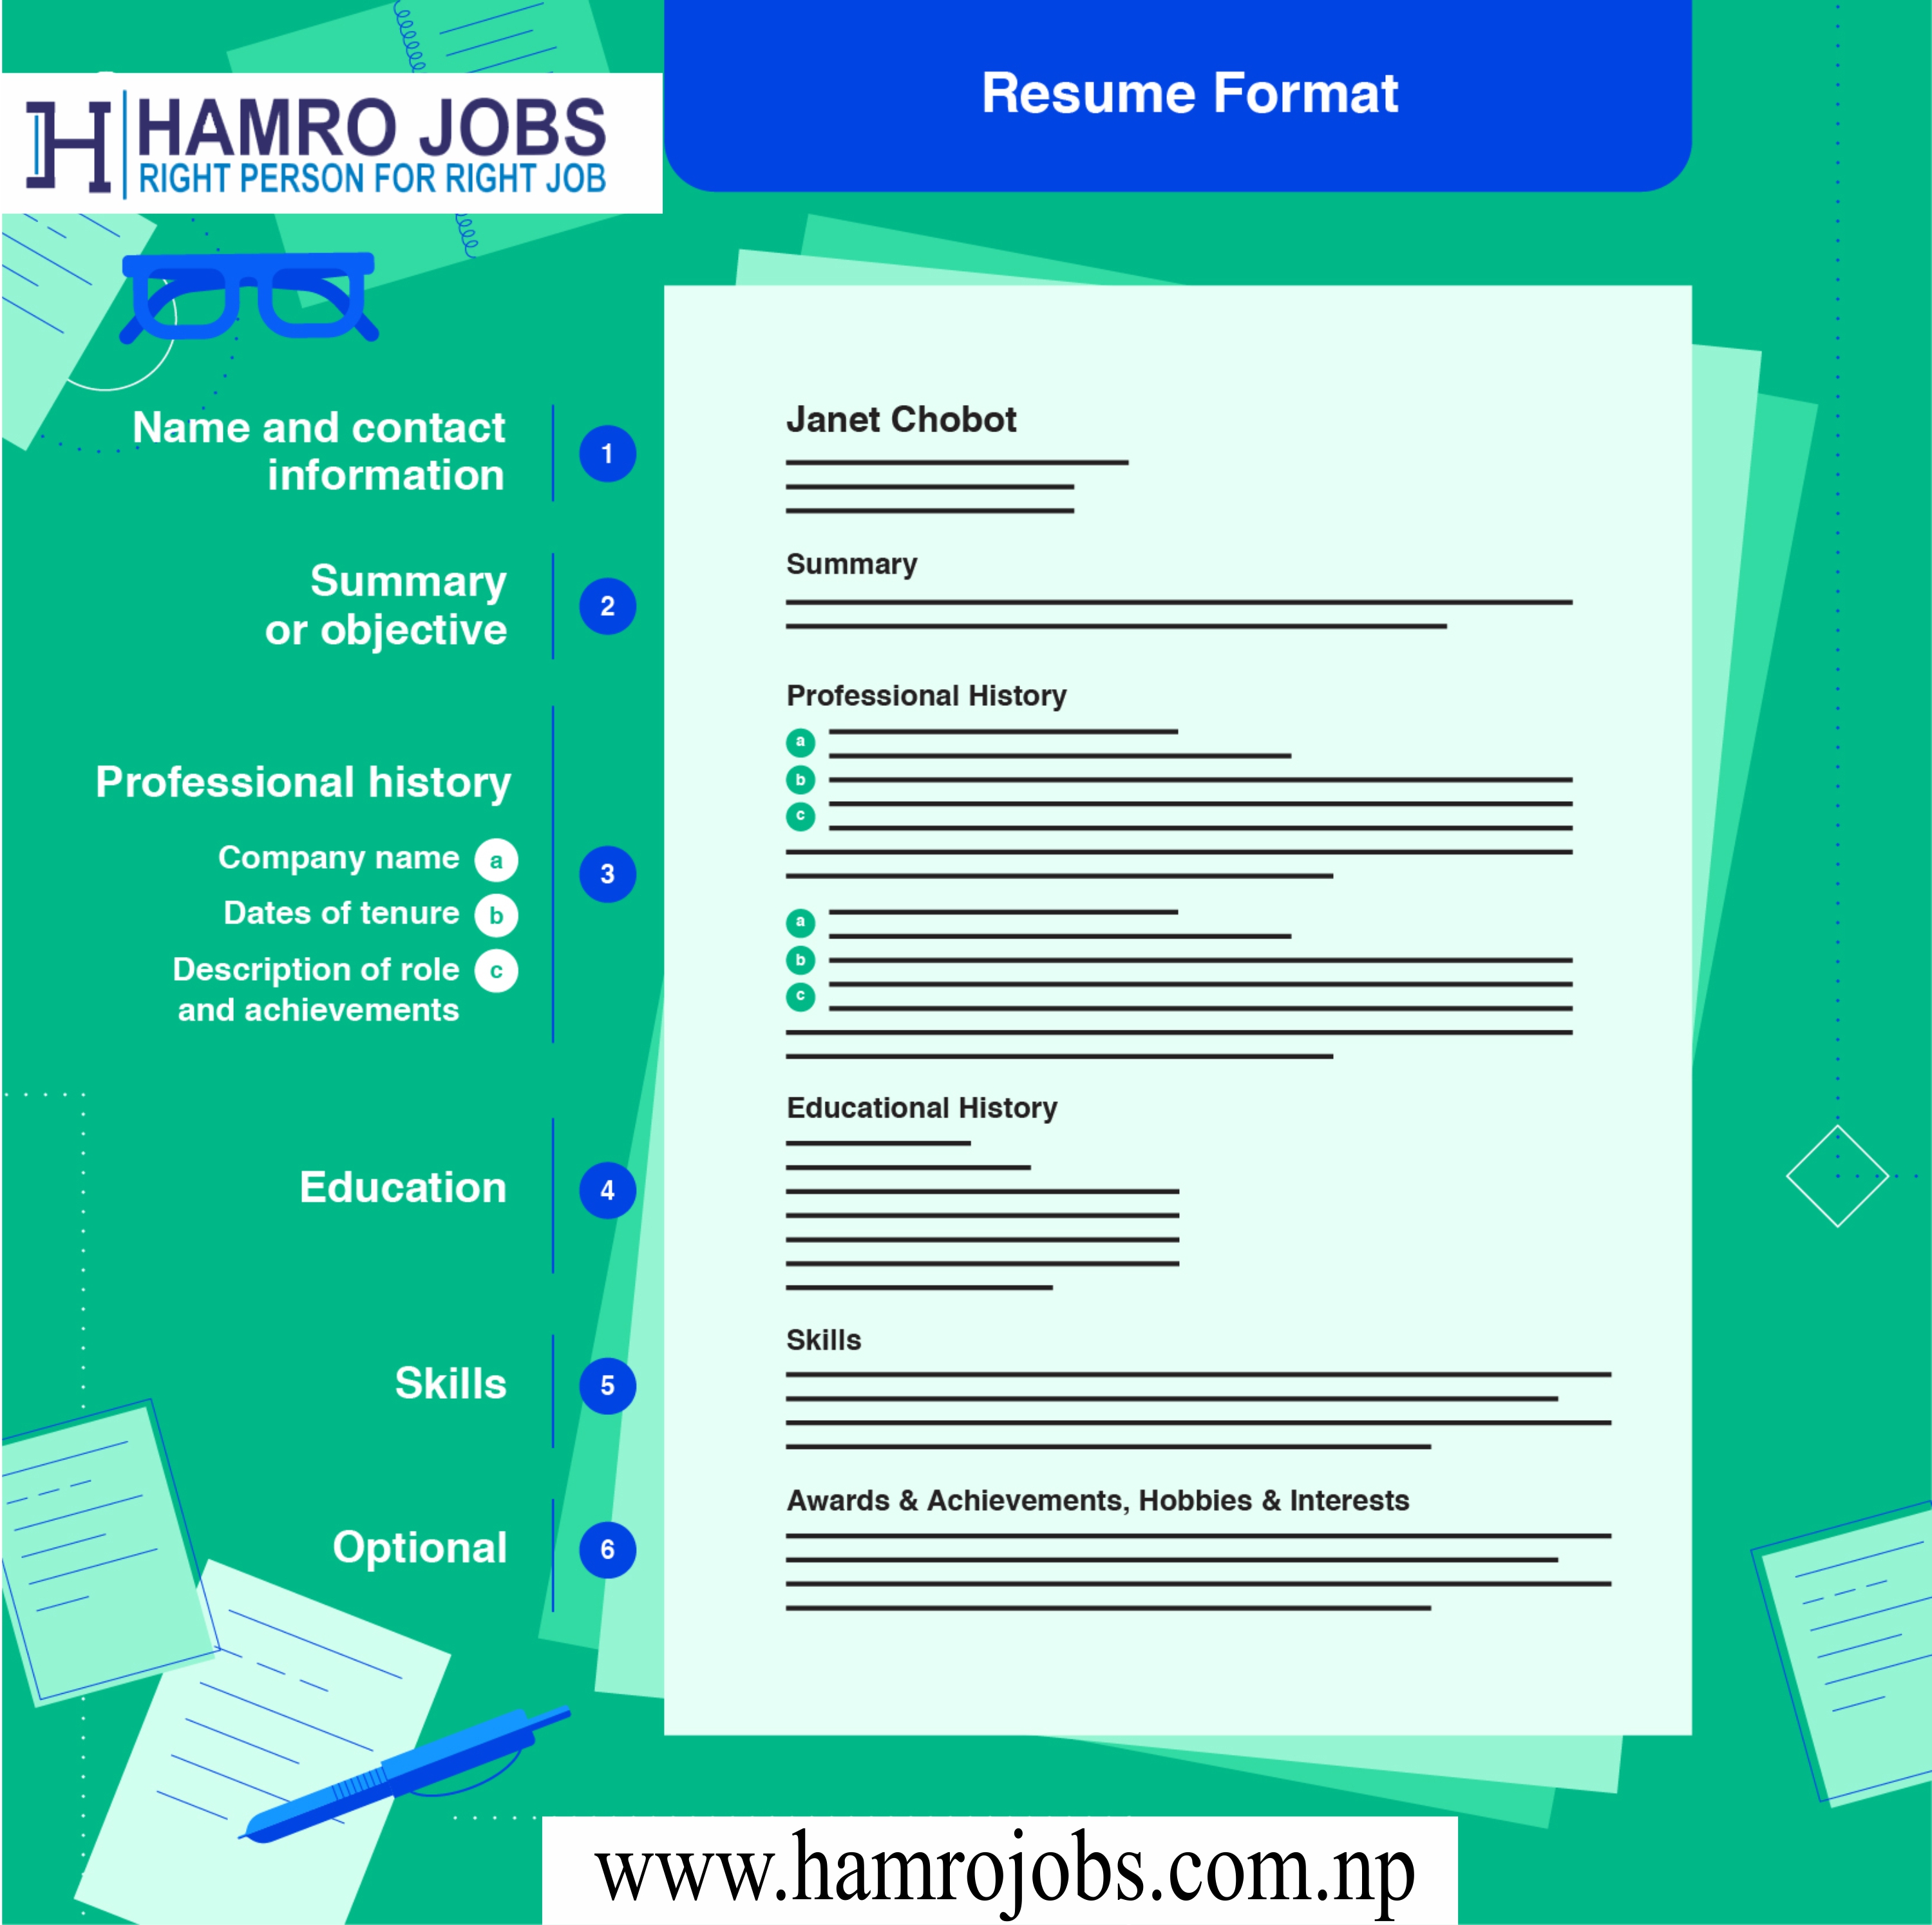 HAMRO JOBS
RIGHT PERSON FOR RIGHT JOB
Resume Format
Name and contact
information
1
Summary
or objective
2
Professional history
Company name a
Dates of tenure b
Description of role c
and achievements
3
Education
4
Skills
5
Optional
6
Janet Chobot
Summary
Professional History
a
b
c
a
b
c
Educational History
Skills
Awards & Achievements, Hobbies & Interests
www.hamrojobs.com.np